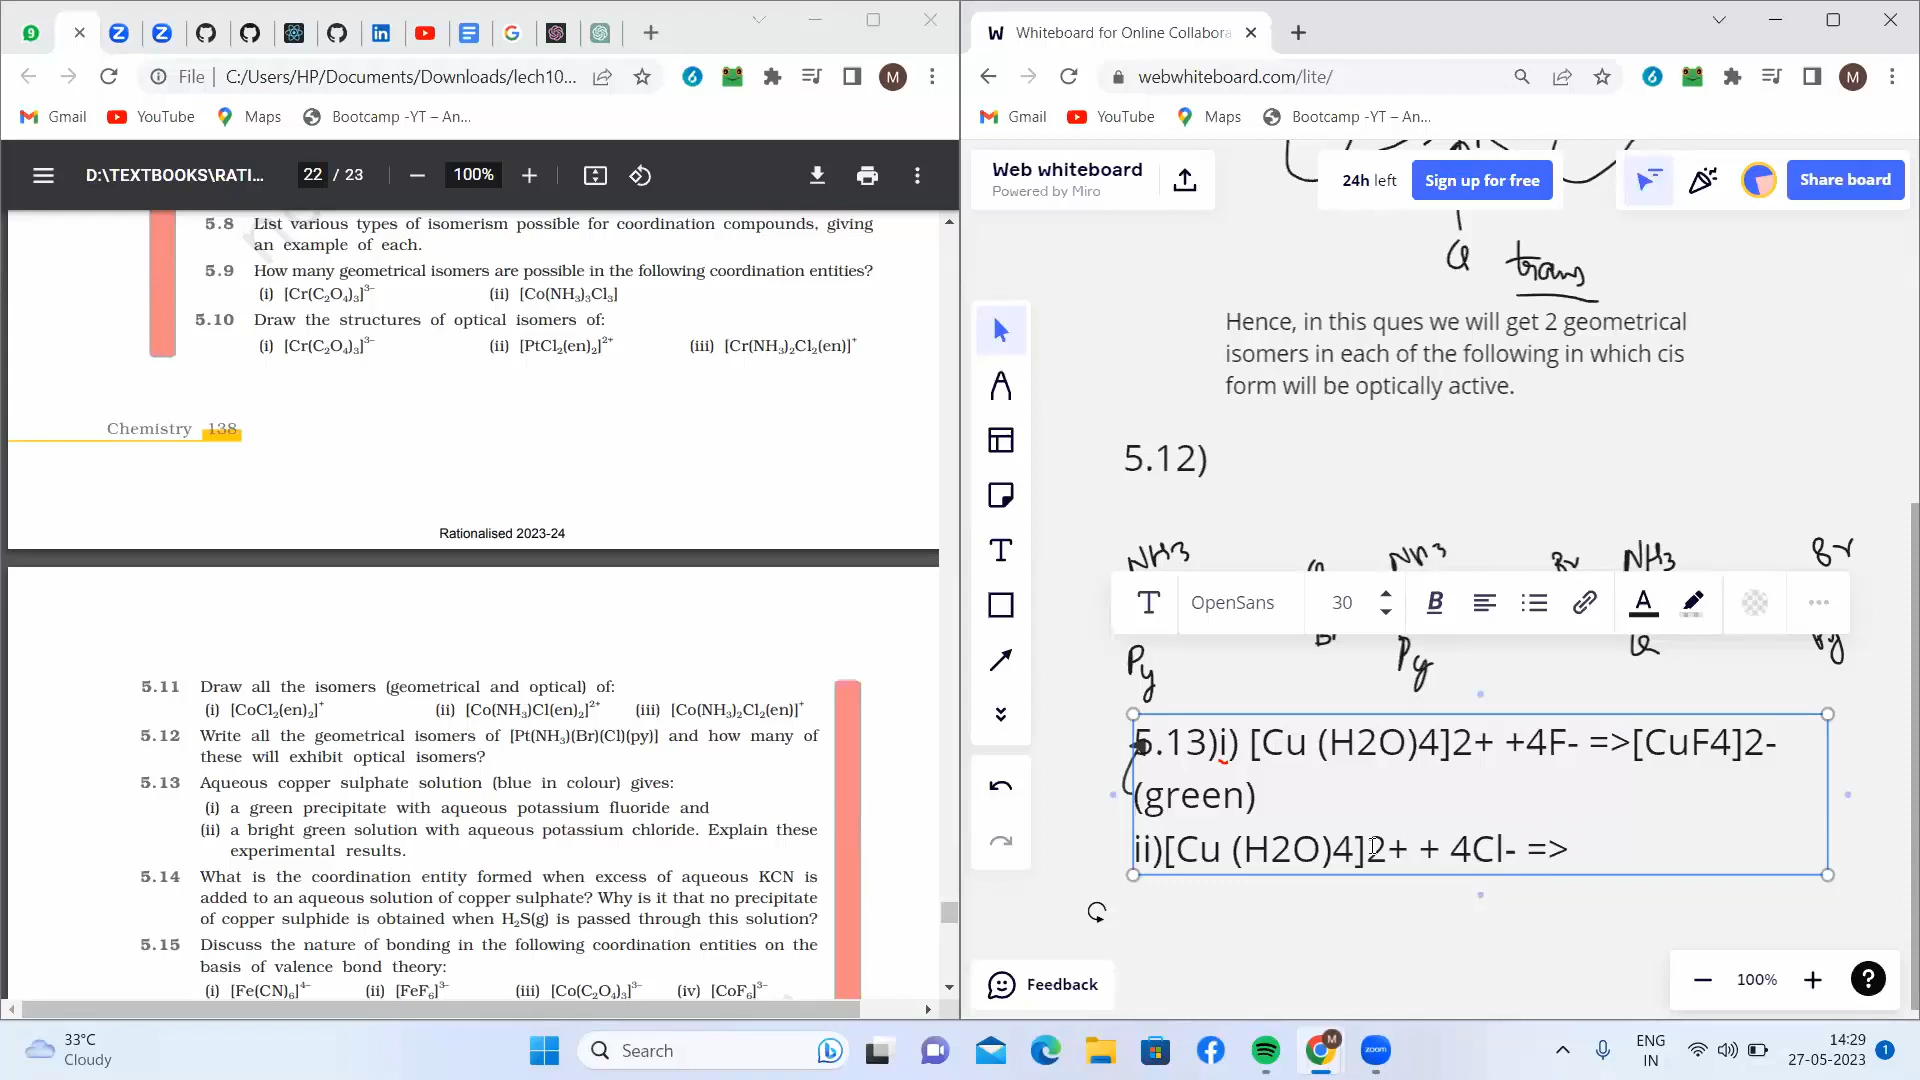 Whiteboard for Online Collabora
File C:/Users/HP/Documents/Downloads/lech10...
M
webwhiteboard.com/lite/
M
Gmail YouTube Maps Bootcamp -YT – An...
Gmail YouTube Maps Bootcamp -YT – An...
D:\TEXTBOOKS\RATI... 22 / 23 100%
5.8 List various types of isomerism possible for coordination compounds, giving
an example of each.
5.9 How many geometrical isomers are possible in the following coordination entities?
(i) [Cr(C₂O₄)₃]³⁻ (ii) [Co(NH₃)₃Cl₃]
5.10 Draw the structures of optical isomers of:
(i) [Cr(C₂O₄)₃]³⁻ (ii) [PtCl₂(en)₂]²⁺ (iii) [Cr(NH₃)₂Cl₂(en)]⁺
Chemistry 138
Rationalised 2023-24
5.11 Draw all the isomers (geometrical and optical) of:
(i) [CoCl₂(en)₂]⁺ (ii) [Co(NH₃)Cl(en)₂]²⁺ (iii) [Co(NH₃)₂Cl₂(en)]⁺
5.12 Write all the geometrical isomers of [Pt(NH₃)(Br)(Cl)(py)] and how many of
these will exhibit optical isomers?
5.13 Aqueous copper sulphate solution (blue in colour) gives:
(i) a green precipitate with aqueous potassium fluoride and
(ii) a bright green solution with aqueous potassium chloride. Explain these
experimental results.
5.14 What is the coordination entity formed when excess of aqueous KCN is
added to an aqueous solution of copper sulphate? Why is it that no precipitate
of copper sulphide is obtained when H₂S(g) is passed through this solution?
5.15 Discuss the nature of bonding in the following coordination entities on the
basis of valence bond theory:
(i) [Fe(CN)₆]⁴⁻ (ii) [FeF₆]³⁻ (iii) [Co(C₂O₄)₃]³⁻ (iv) [CoF₆]³⁻
Web whiteboard
Powered by Miro
24h left Sign up for free
Share board
trans
Hence, in this ques we will get 2 geometrical
isomers in each of the following in which cis
form will be optically active.
5.12)
NH3 NH3 Br NH3 Br
OpenSans 30 B A
Py Py Py
5.13)i) [Cu (H2O)4]2+ +4F- =>[CuF4]2-
(green)
ii)[Cu (H2O)4]2+ + 4Cl- =>
Feedback
100%
33°C
Cloudy
Search
zoom
ENG
IN
14:29
27-05-2023
1